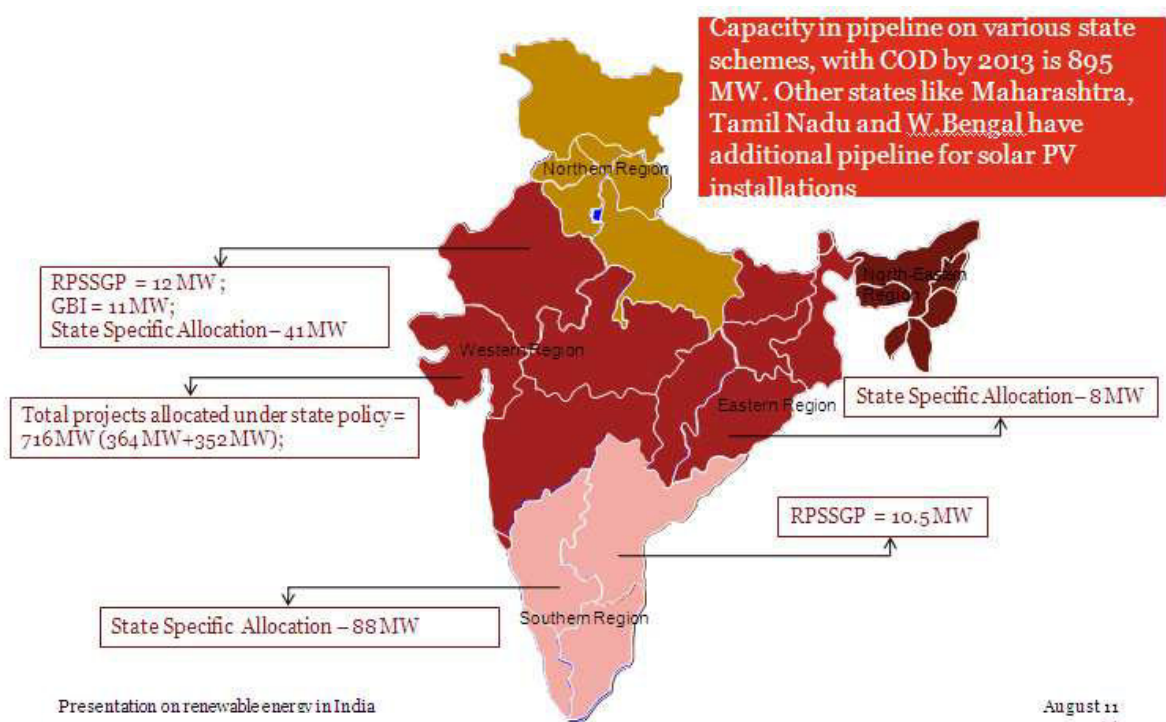 Capacity in pipeline on various state
schemes, with COD by 2013 is 895
MW. Other states like Maharashtra,
Tamil Nadu and W.Bengal have
additional pipeline for solar PV
installations
Northern Region
North-Eastern
Region
RPSSGP = 12 MW ;
GBI = 11 MW;
State Specific Allocation – 41 MW
Western Region
Total projects allocated under state policy =
716 MW (364 MW+352 MW);
Eastern Region
State Specific Allocation – 8 MW
RPSSGP = 10.5 MW
State Specific Allocation – 88 MW
Southern Region
Presentation on renewable energy in India
August 11